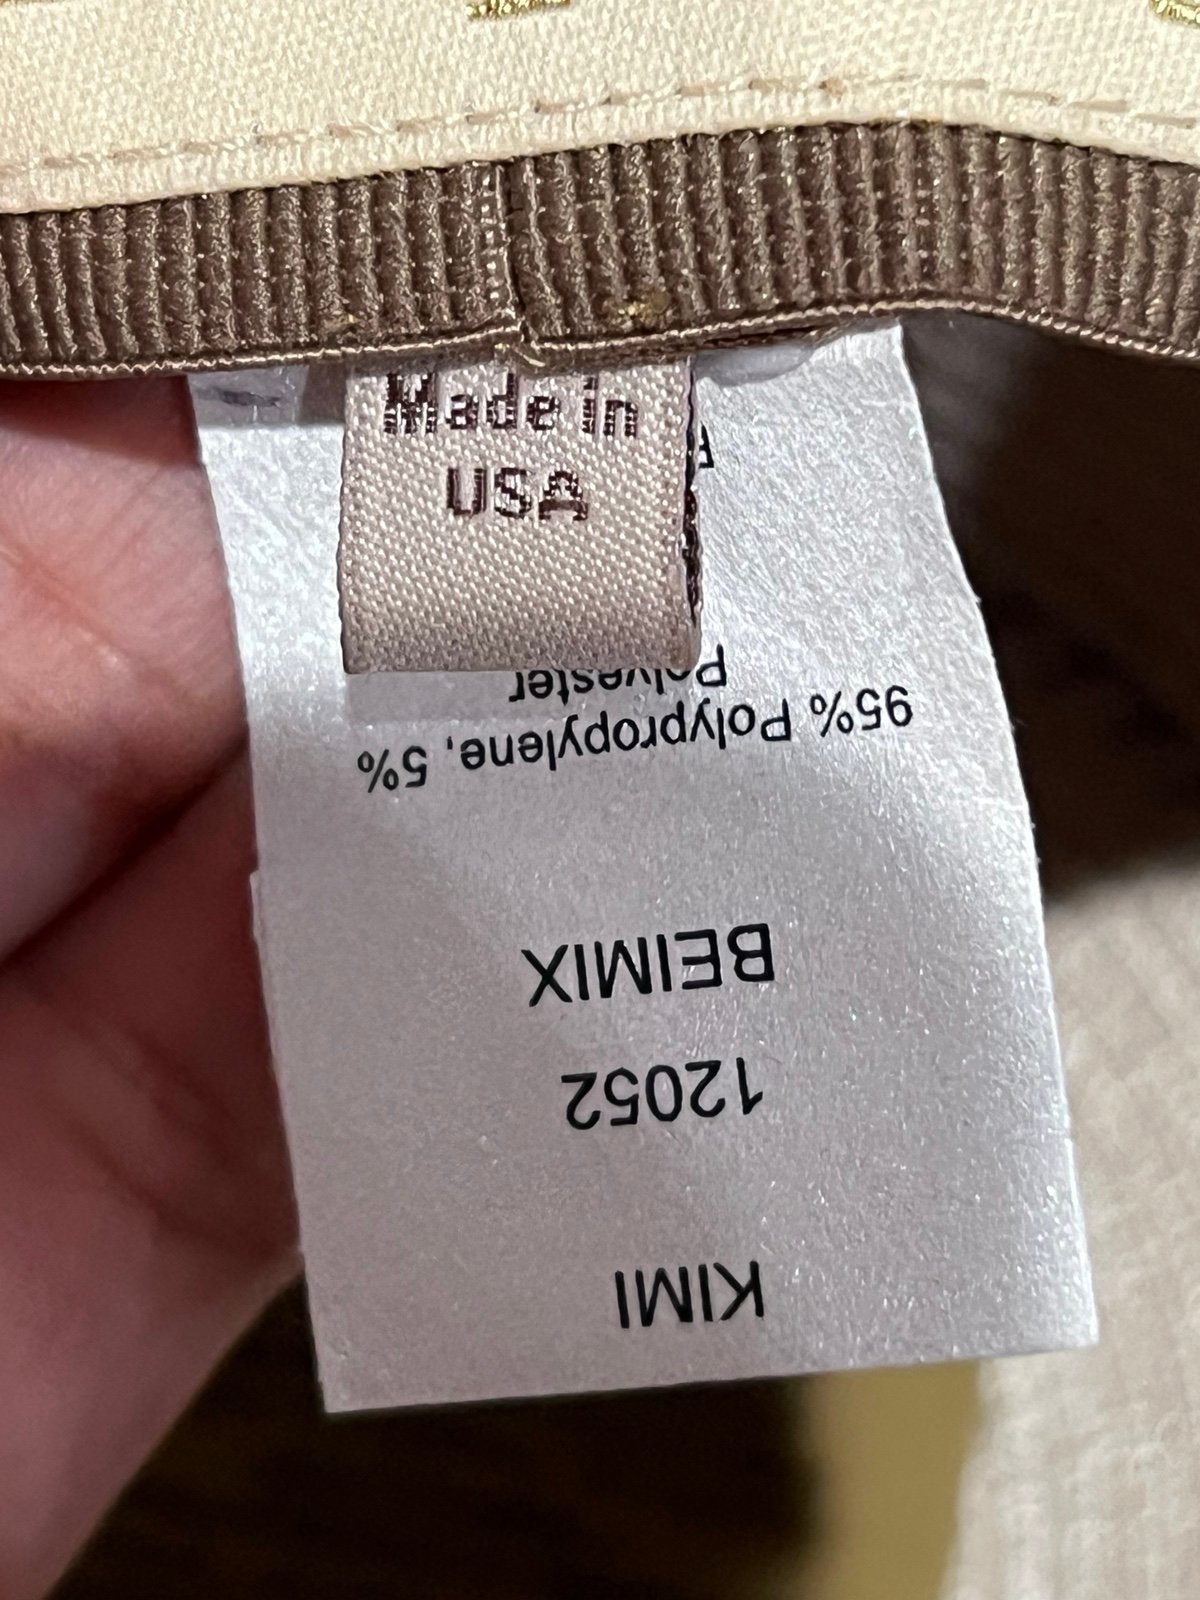 Made in
USA
KIMI
12052
BEIMIX
95% Polypropylene, 5%
Polyester